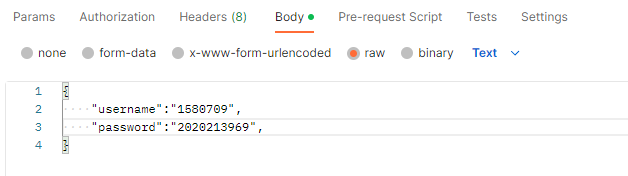 Params Authorization Headers (8) Body Pre-request Script Tests Settings
none form-data x-www-form-urlencoded raw binary Text
1 {
2 "username":"1580709",
3 "password":"2020213969",
4 }